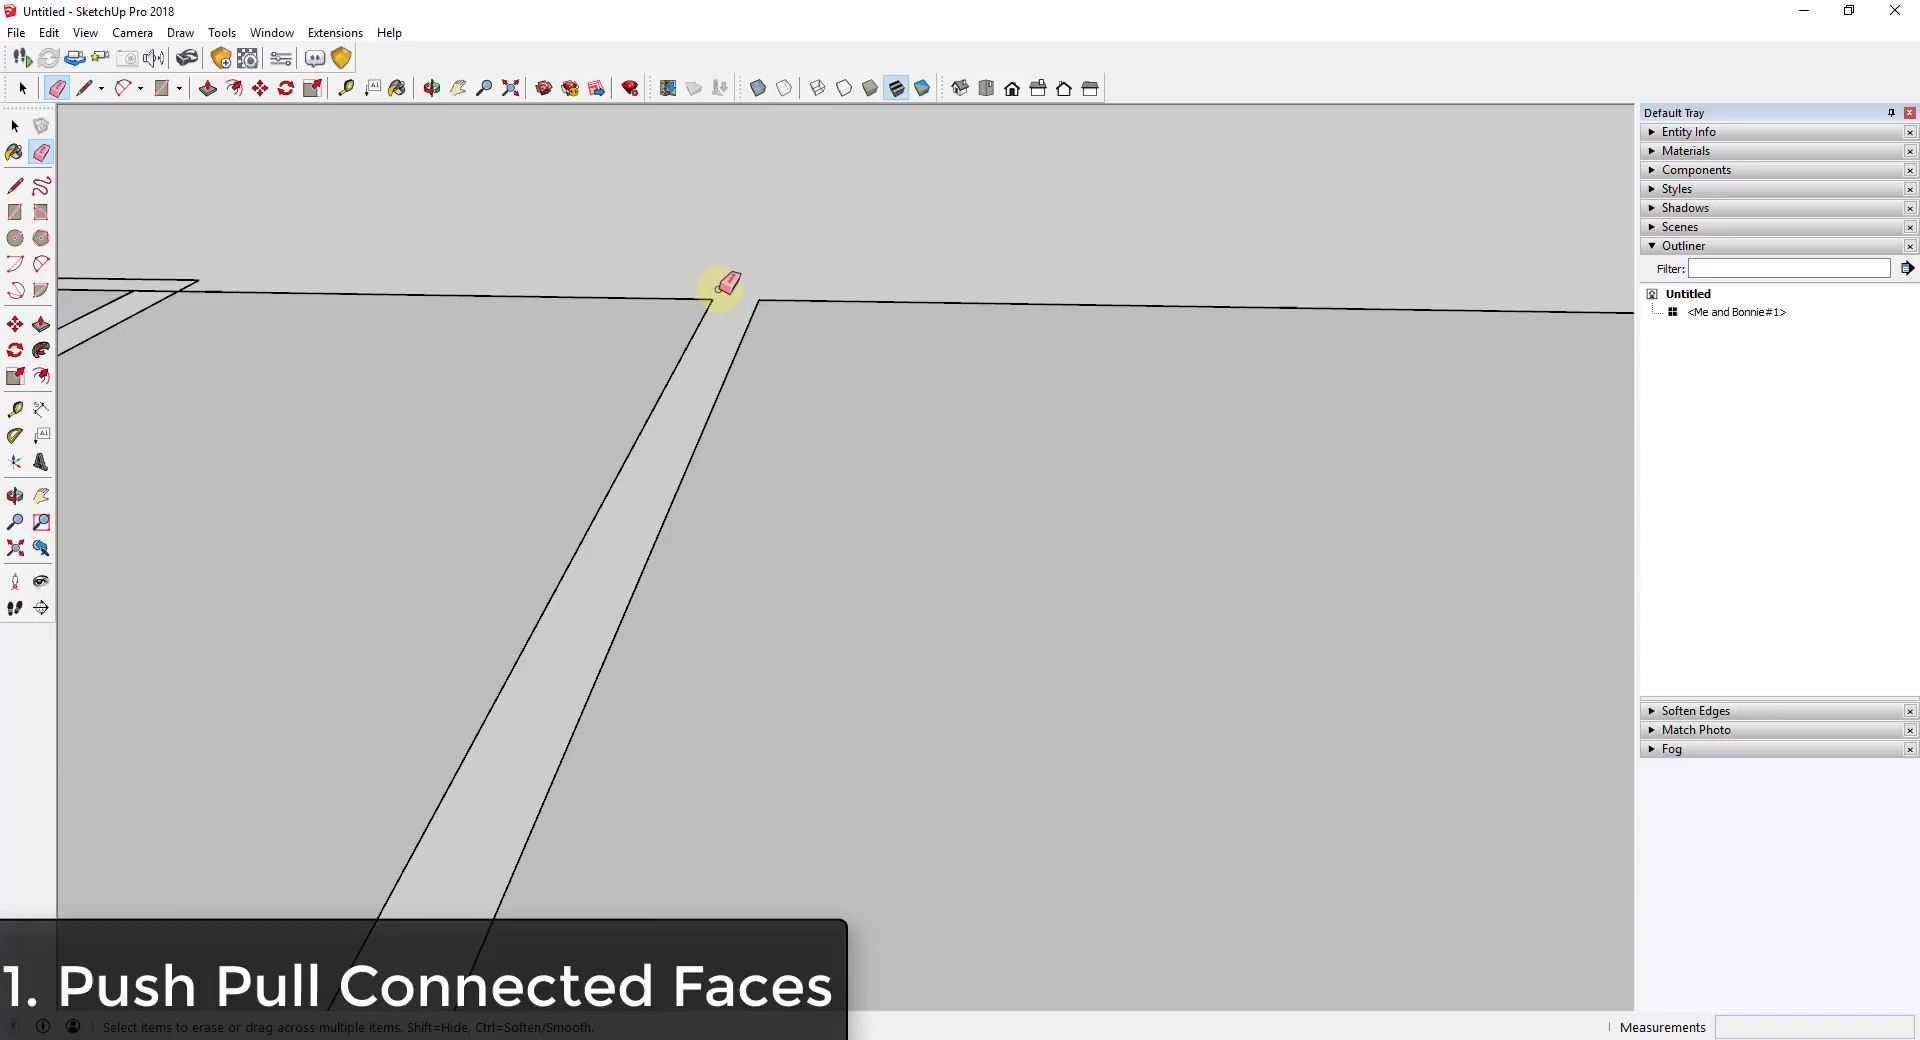 Untitled - SketchUp Pro 2018
File Edit View Camera Draw Tools Window Extensions Help
Default Tray
Entity Info
Materials
Components
Styles
Shadows
Scenes
Outliner
Filter:
Untitled
<Me and Bonnie#1>
Soften Edges
Match Photo
Fog
1. Push Pull Connected Faces
Select items to erase or drag across multiple items. Shift=Hide, Ctrl=Soften/Smooth.
Measurements